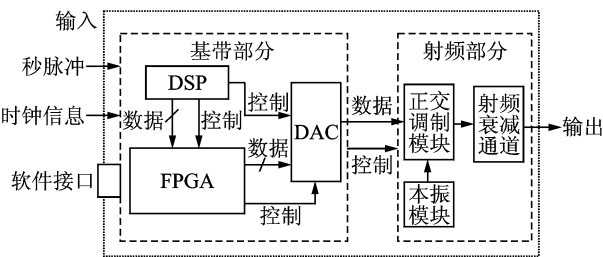 输入
基带部分
射频部分
秒脉冲
DSP
控制
数据
时钟信息
数据
控制
DAC
正交
调制
模块
射频
衰减
通道
输出
数据
软件接口
FPGA
控制
本振
模块
控制